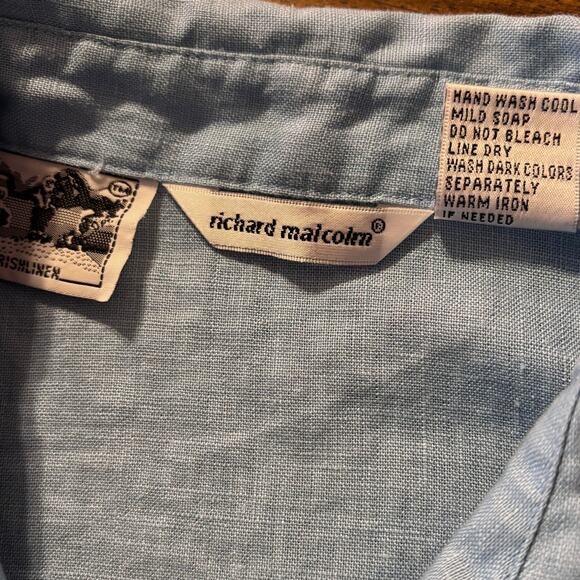 RISHLINEN
richard malcolm®
HAND WASH COOL
MILD SOAP
DO NOT BLEACH
LINE DRY
WASH DARK COLORS
SEPARATELY
WARM IRON
IF NEEDED